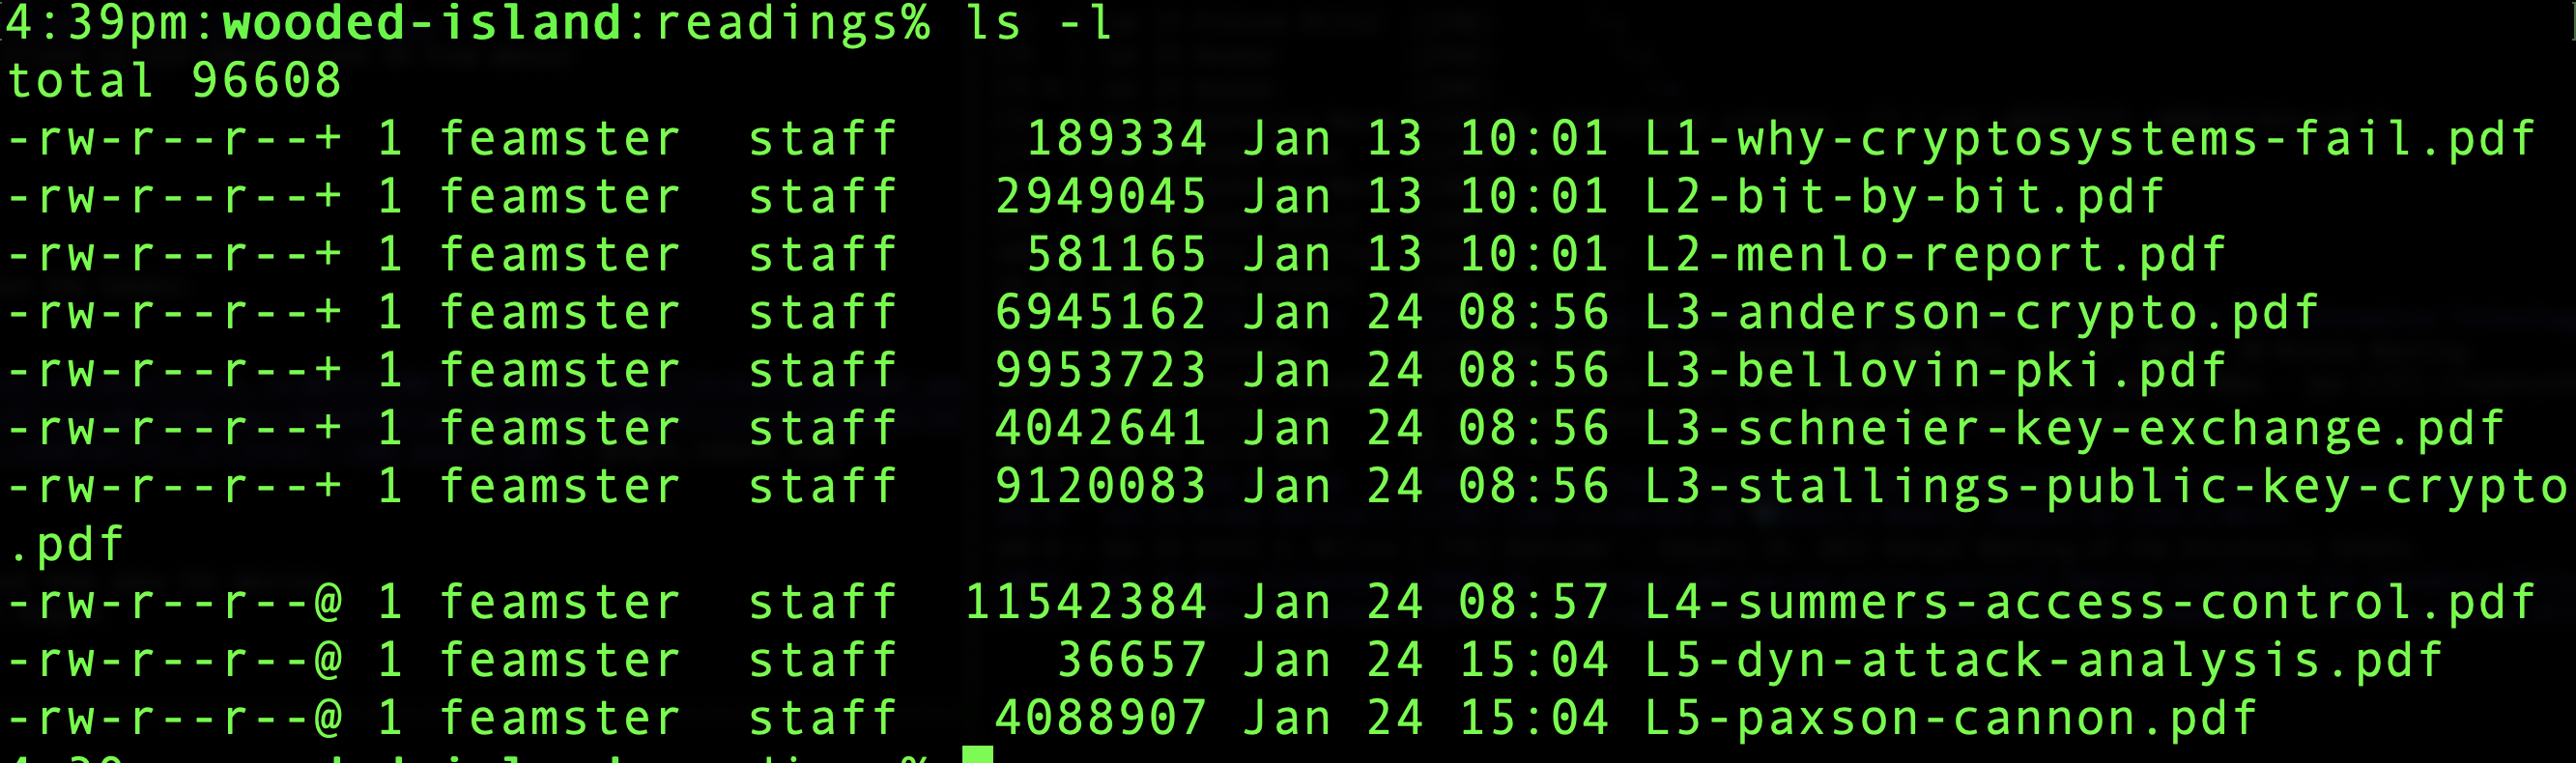 4:39pm:wooded-island:readings% ls -l
total 96608
-rw-r--r--+ 1 feamster  staff    189334 Jan 13 10:01 L1-why-cryptosystems-fail.pdf
-rw-r--r--+ 1 feamster  staff   2949045 Jan 13 10:01 L2-bit-by-bit.pdf
-rw-r--r--+ 1 feamster  staff    581165 Jan 13 10:01 L2-menlo-report.pdf
-rw-r--r--+ 1 feamster  staff   6945162 Jan 24 08:56 L3-anderson-crypto.pdf
-rw-r--r--+ 1 feamster  staff   9953723 Jan 24 08:56 L3-bellovin-pki.pdf
-rw-r--r--+ 1 feamster  staff   4042641 Jan 24 08:56 L3-schneier-key-exchange.pdf
-rw-r--r--+ 1 feamster  staff   9120083 Jan 24 08:56 L3-stallings-public-key-crypto
.pdf
-rw-r--r--@ 1 feamster  staff  11542384 Jan 24 08:57 L4-summers-access-control.pdf
-rw-r--r--@ 1 feamster  staff     36657 Jan 24 15:04 L5-dyn-attack-analysis.pdf
-rw-r--r--@ 1 feamster  staff   4088907 Jan 24 15:04 L5-paxson-cannon.pdf